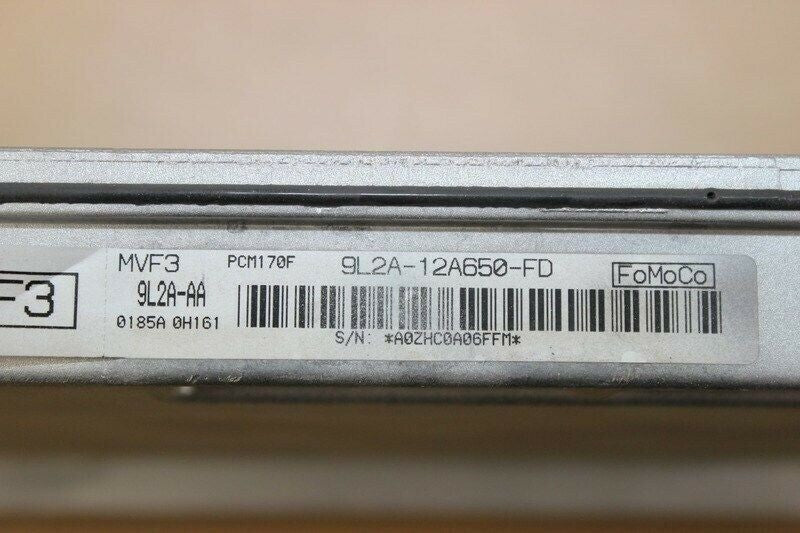 F3
MVF3 PCM170F 9L2A-12A650-FD FoMoCo
9L2A-AA
0185A 0H161
S/N: *A0ZHC0A06FFM*